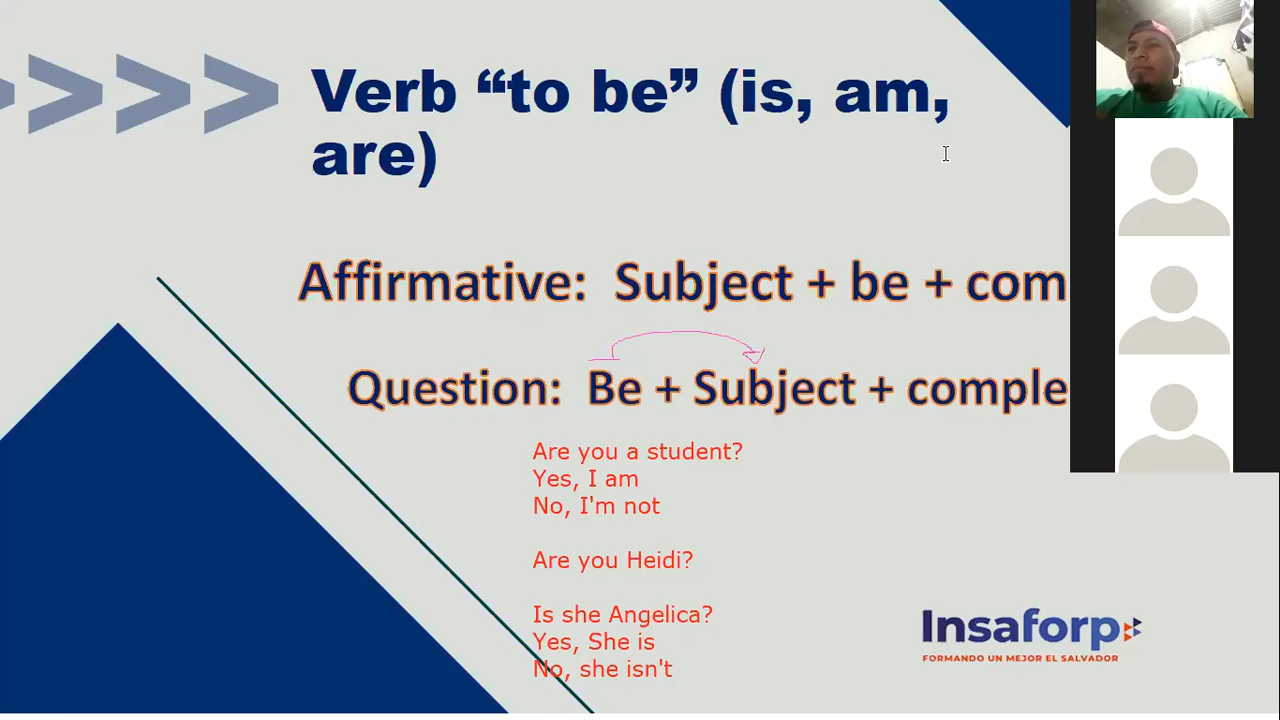 Verb “to be” (is, am,
are)
Affirmative: Subject + be + com
Question: Be + Subject + comple
Are you a student?
Yes, I am
No, I'm not
Are you Heidi?
Is she Angelica?
Yes, She is
No, she isn't
Insaforp
FORMANDO UN MEJOR EL SALVADOR